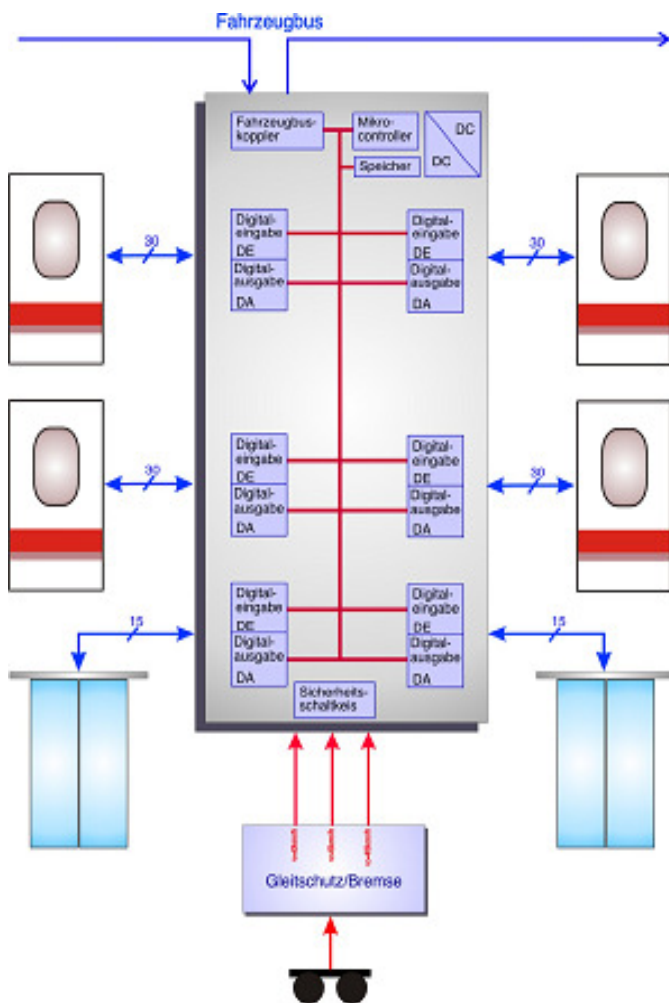 Fahrzeugbus
Fahrzeugbus-
koppler
Mikro-
controller
DC
DC
Speicher
Digital-
eingabe
DE
Digital-
ausgabe
DA
Digital-
eingabe
DE
Digital-
ausgabe
DA
30
30
Digital-
eingabe
DE
Digital-
ausgabe
DA
Digital-
eingabe
DE
Digital-
ausgabe
DA
30
30
Digital-
eingabe
DE
Digital-
ausgabe
DA
Digital-
eingabe
DE
Digital-
ausgabe
DA
15
15
Sicherheits-
schaltkeis
Gleitschutz/Bremse